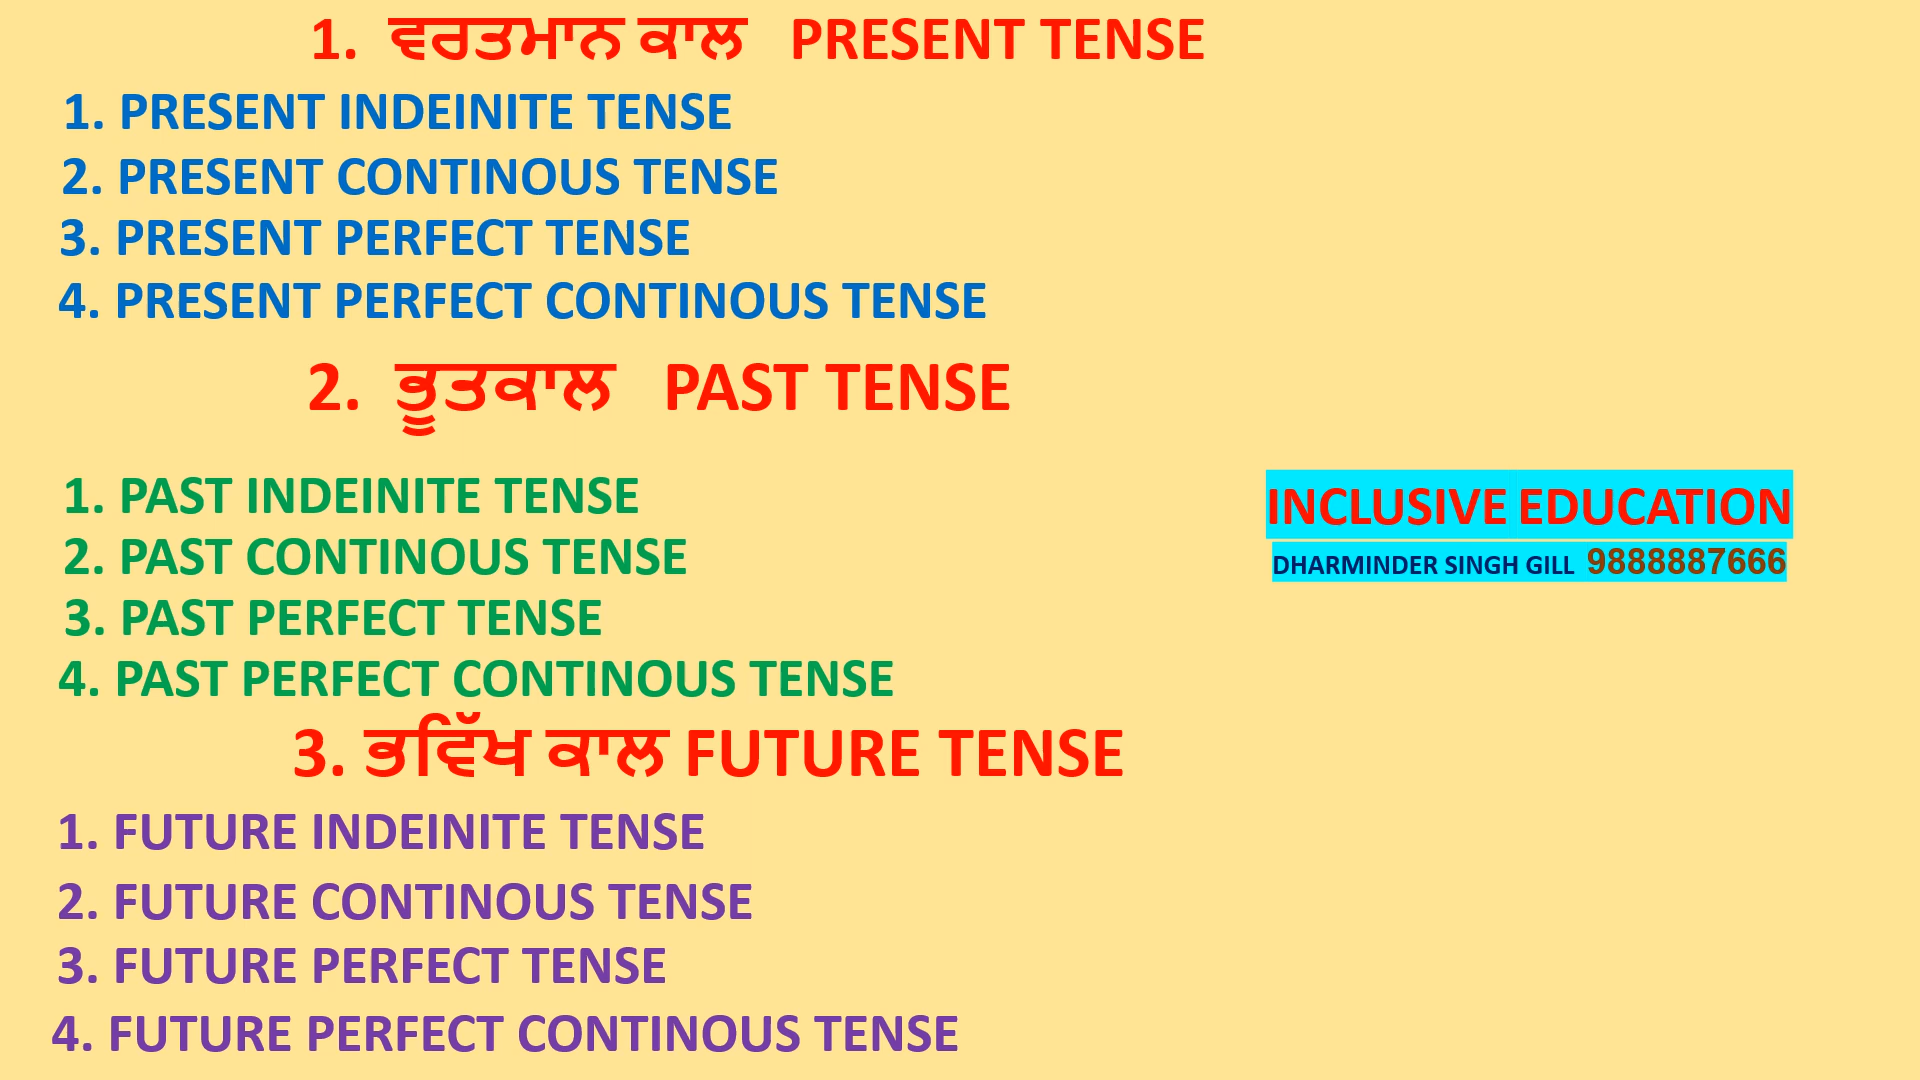 1. ਵਰਤਮਾਨ ਕਾਲ PRESENT TENSE
1. PRESENT INDEINITE TENSE
2. PRESENT CONTINOUS TENSE
3. PRESENT PERFECT TENSE
4. PRESENT PERFECT CONTINOUS TENSE
2. ਭੂਤਕਾਲ PAST TENSE
1. PAST INDEINITE TENSE
2. PAST CONTINOUS TENSE
3. PAST PERFECT TENSE
4. PAST PERFECT CONTINOUS TENSE
3. ਭਵਿੱਖ ਕਾਲ FUTURE TENSE
1. FUTURE INDEINITE TENSE
2. FUTURE CONTINOUS TENSE
3. FUTURE PERFECT TENSE
4. FUTURE PERFECT CONTINOUS TENSE
INCLUSIVE EDUCATION
DHARMINDER SINGH GILL 9888887666